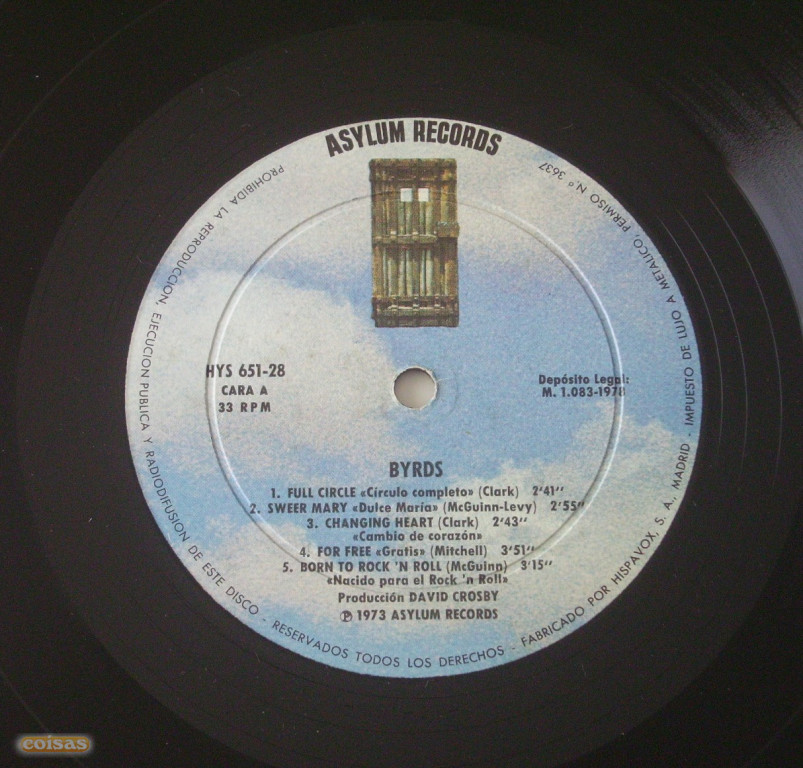 ASYLUM RECORDS
HYS 651-28
CARA A
33 RPM
Depósito Legal:
M. 1.083-1978
BYRDS
1. FULL CIRCLE «Círculo completo» (Clark) 2'41''
2. SWEER MARY «Dulce María» (McGuinn-Levy) 2'55''
3. CHANGING HEART (Clark) 2'43''
«Cambio de corazón»
4. FOR FREE «Gratis» (Mitchell) 3'51''
5. BORN TO ROCK 'N ROLL (McGuinn) 3'15''
«Nacido para el Rock 'n Roll»
Producción DAVID CROSBY
℗ 1973 ASYLUM RECORDS
PROHIBIDA LA REPRODUCCION, EJECUCION PUBLICA Y RADIODIFUSION DE ESTE DISCO - RESERVADOS TODOS LOS DERECHOS - FABRICADO POR HISPAVOX, S. A., MADRID - IMPUESTO DE LUJO A METALICO, PERMISO N.º 3637
coisas